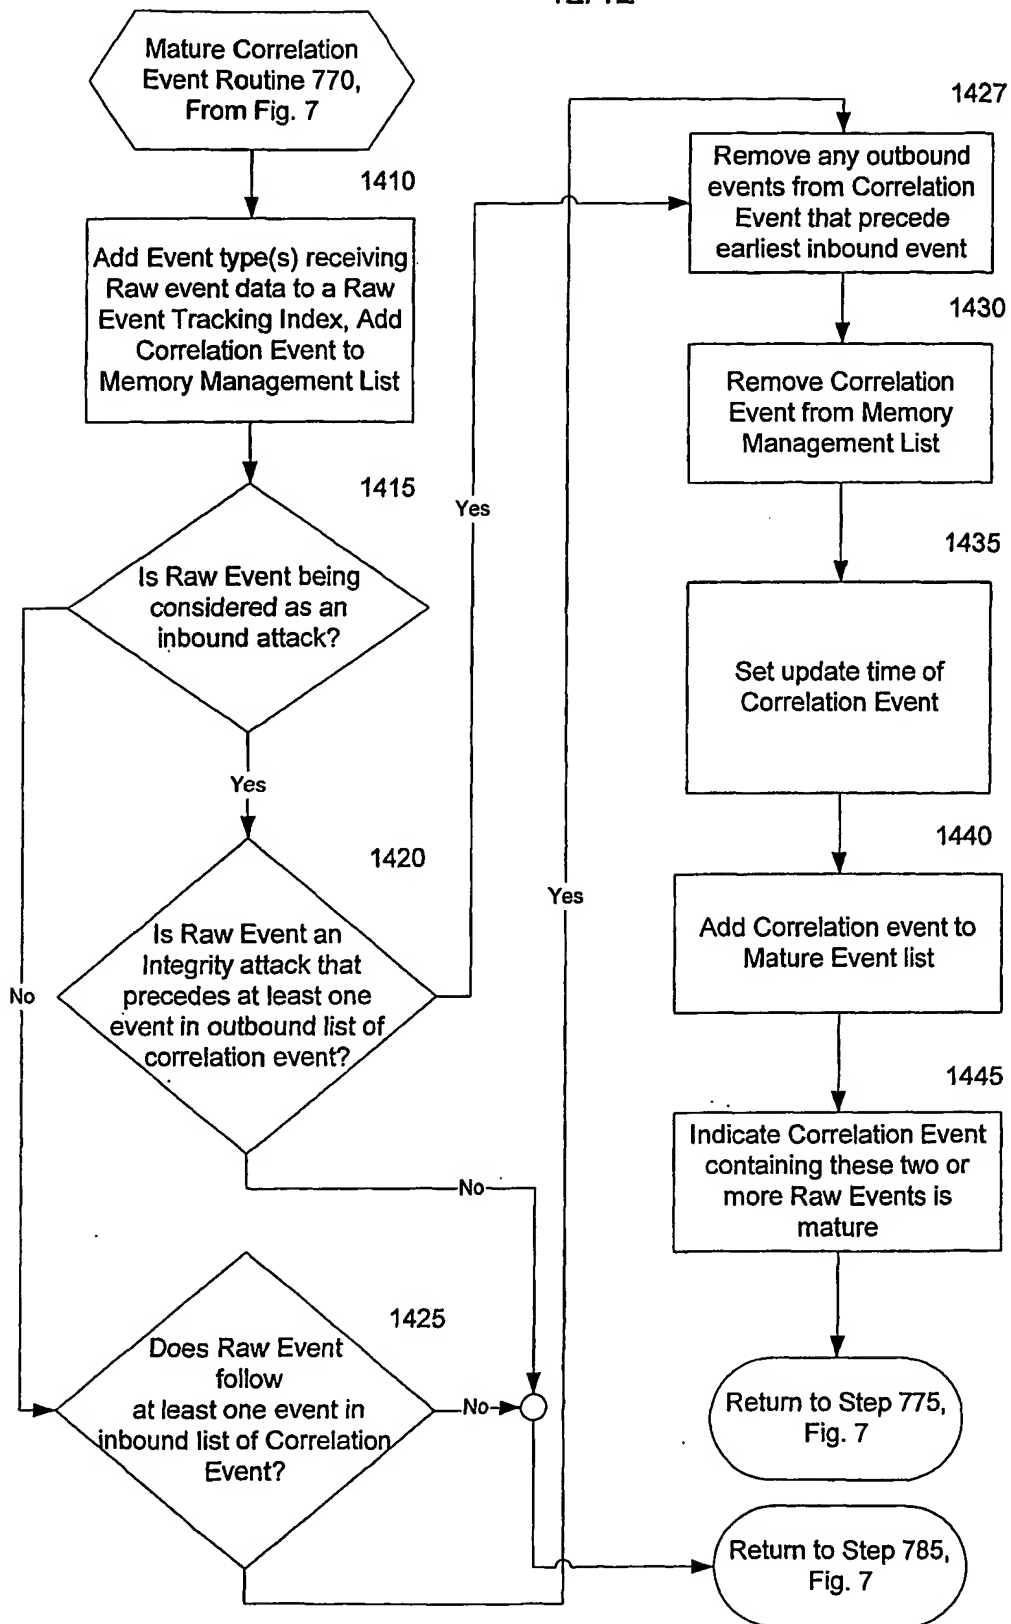 Mature Correlation
Event Routine 770,
From Fig. 7
1410
Add Event type(s) receiving
Raw event data to a Raw
Event Tracking Index, Add
Correlation Event to
Memory Management List
1415
Is Raw Event being
considered as an
inbound attack?
Yes
No
1420
Is Raw Event an
Integrity attack that
precedes at least one
event in outbound list of
correlation event?
Yes
No
1425
Does Raw Event
follow
at least one event in
inbound list of Correlation
Event?
No
Yes
1427
Remove any outbound
events from Correlation
Event that precede
earliest inbound event
1430
Remove Correlation
Event from Memory
Management List
1435
Set update time of
Correlation Event
1440
Add Correlation event to
Mature Event list
1445
Indicate Correlation Event
containing these two or
more Raw Events is
mature
Return to Step 775,
Fig. 7
Return to Step 785,
Fig. 7